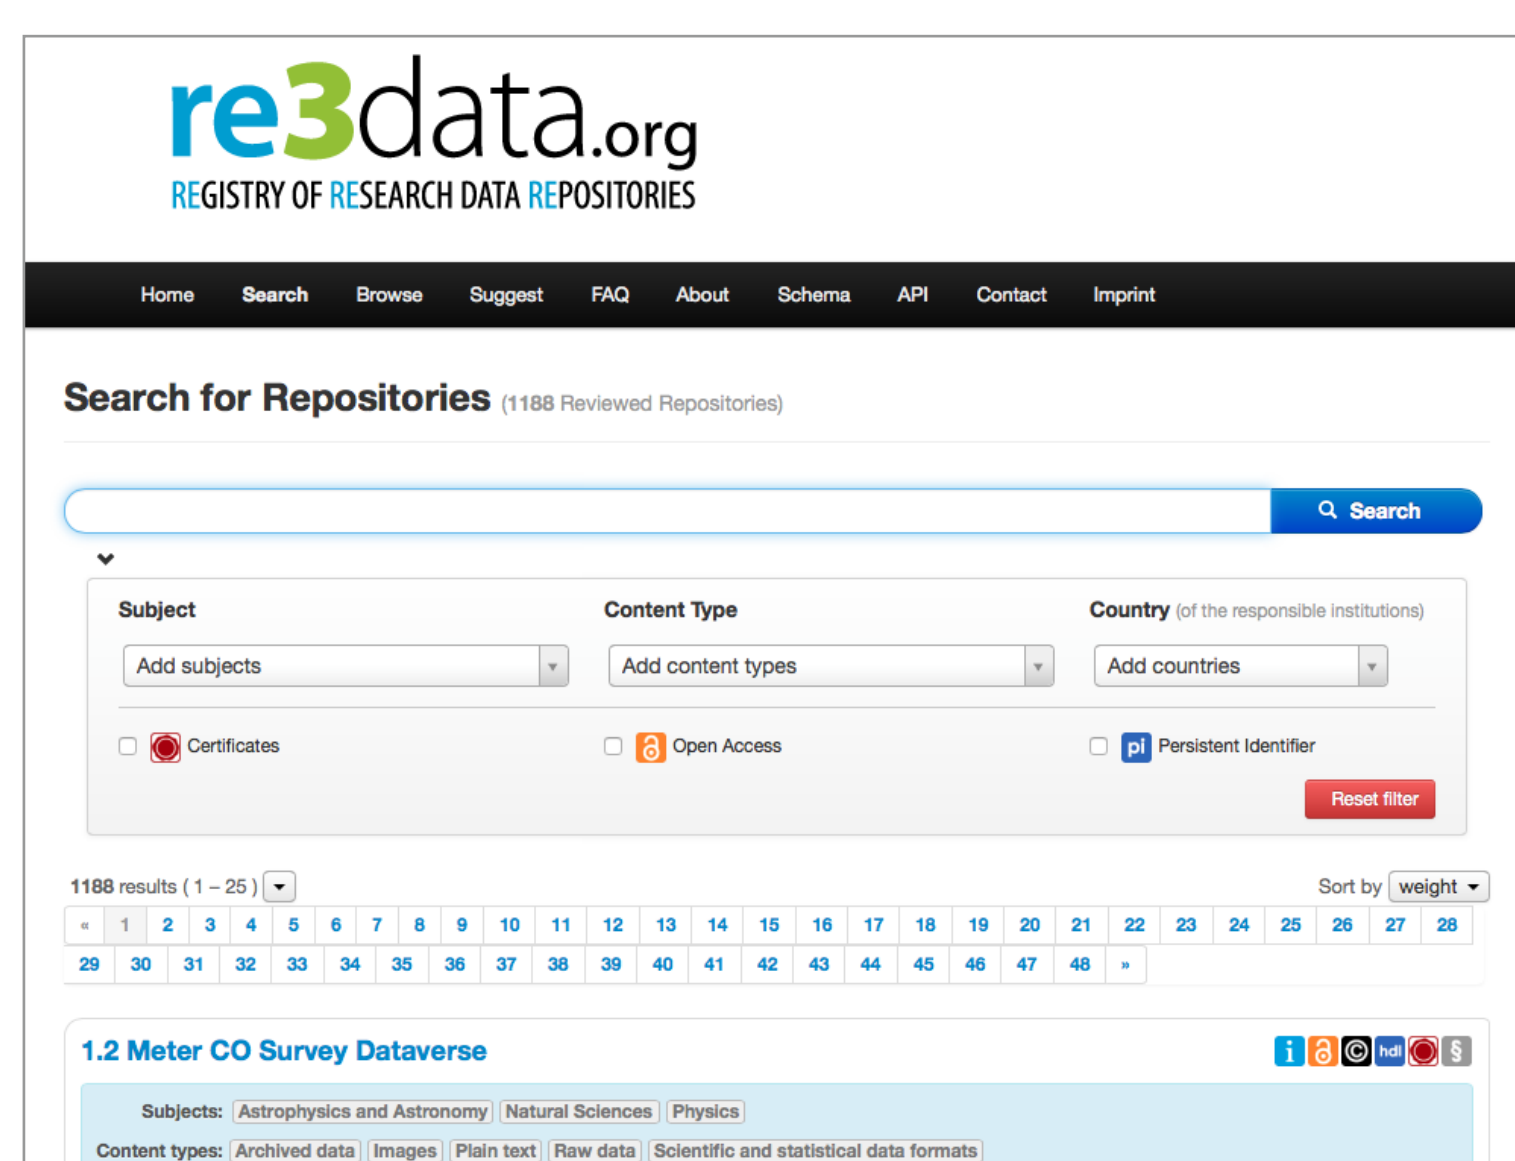 re3data.org
REGISTRY OF RESEARCH DATA REPOSITORIES
Home Search Browse Suggest FAQ About Schema API Contact Imprint
Search for Repositories (1188 Reviewed Repositories)
Search
Subject Content Type Country (of the responsible institutions)
Add subjects Add content types Add countries
Certificates Open Access pi Persistent Identifier
Reset filter
1188 results ( 1 – 25 ) Sort by weight
« 1 2 3 4 5 6 7 8 9 10 11 12 13 14 15 16 17 18 19 20 21 22 23 24 25 26 27 28
29 30 31 32 33 34 35 36 37 38 39 40 41 42 43 44 45 46 47 48 »
1.2 Meter CO Survey Dataverse i © hdl §
Subjects: Astrophysics and Astronomy Natural Sciences Physics
Content types: Archived data Images Plain text Raw data Scientific and statistical data formats